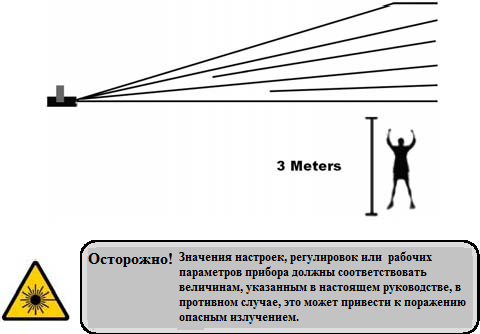 3 Meters
Осторожно! Значения настроек, регулировок или рабочих
параметров прибора должны соответствовать
величинам, указанным в настоящем руководстве, в
противном случае, это может привести к поражению
опасным излучением.